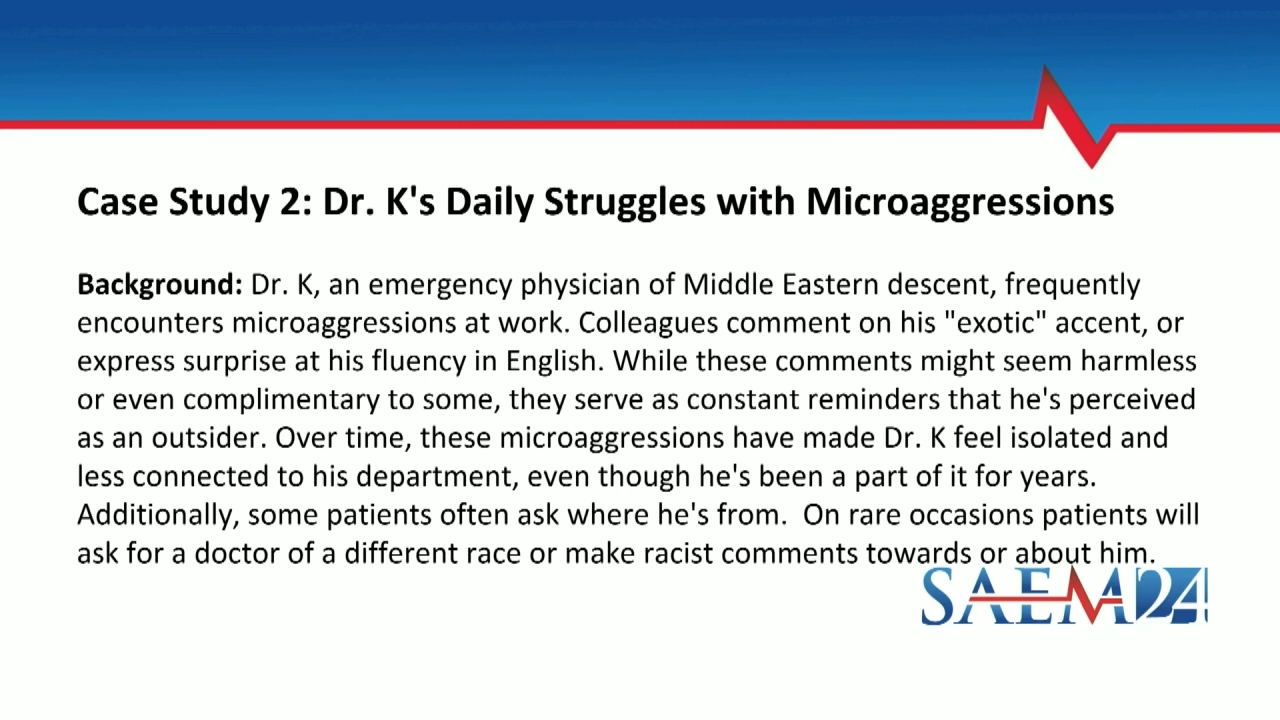 Case Study 2: Dr. K's Daily Struggles with Microaggressions
Background: Dr. K, an emergency physician of Middle Eastern descent, frequently
encounters microaggressions at work. Colleagues comment on his "exotic" accent, or
express surprise at his fluency in English. While these comments might seem harmless
or even complimentary to some, they serve as constant reminders that he's perceived
as an outsider. Over time, these microaggressions have made Dr. K feel isolated and
less connected to his department, even though he's been a part of it for years.
Additionally, some patients often ask where he's from.  On rare occasions patients will
ask for a doctor of a different race or make racist comments towards or about him.
SAEM24